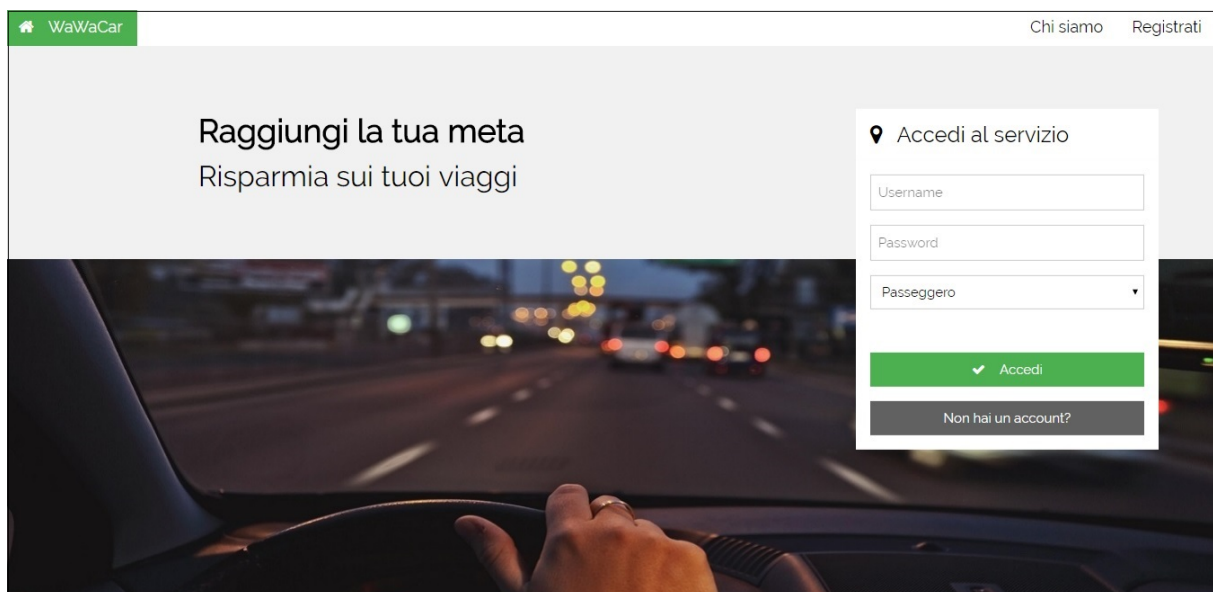 WaWaCar
Chi siamo
Registrati
Raggiungi la tua meta
Risparmia sui tuoi viaggi
Accedi al servizio
Username
Password
Passeggero
Accedi
Non hai un account?